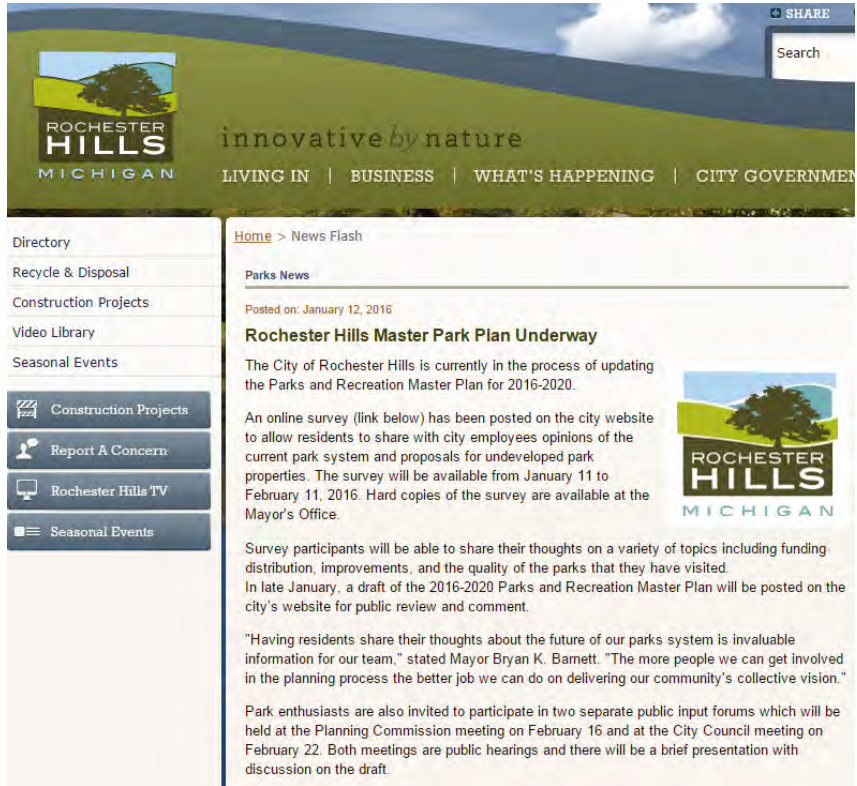 SHARE
Search
ROCHESTER
HILLS
MICHIGAN
innovative by nature
LIVING IN | BUSINESS | WHAT'S HAPPENING | CITY
Directory
Recycle & Disposal
Construction Projects
Video Library
Seasonal Events
Construction Projects
Report A Concern
Rochester Hills TV
Seasonal Events
Home > News Flash
Parks News
Posted on: January 12, 2016
Rochester Hills Master Park Plan Underway
The City of Rochester Hills is currently in the process of updating
the Parks and Recreation Master Plan for 2016-2020.
An online survey (link below) has been posted on the city website
to allow residents to share with city employees opinions of the
current park system and proposals for undeveloped park
properties. The survey will be available from January 11 to
February 11, 2016. Hard copies of the survey are available at the
Mayor's Office.
ROCHESTER
HILLS
MICHIGAN
Survey participants will be able to share their thoughts on a variety of topics including funding
distribution, improvements, and the quality of the parks that they have visited.
In late January, a draft of the 2016-2020 Parks and Recreation Master Plan will be posted on the
city's website for public review and comment.
"Having residents share their thoughts about the future of our parks system is invaluable
information for our team," stated Mayor Bryan K. Barnett. "The more people we can get involved
in the planning process the better job we can do on delivering our community's collective vision."
Park enthusiasts are also invited to participate in two separate public input forums which will be
held at the Planning Commission meeting on February 16 and at the City Council meeting on
February 22. Both meetings are public hearings and there will be a brief presentation with
discussion on the draft.